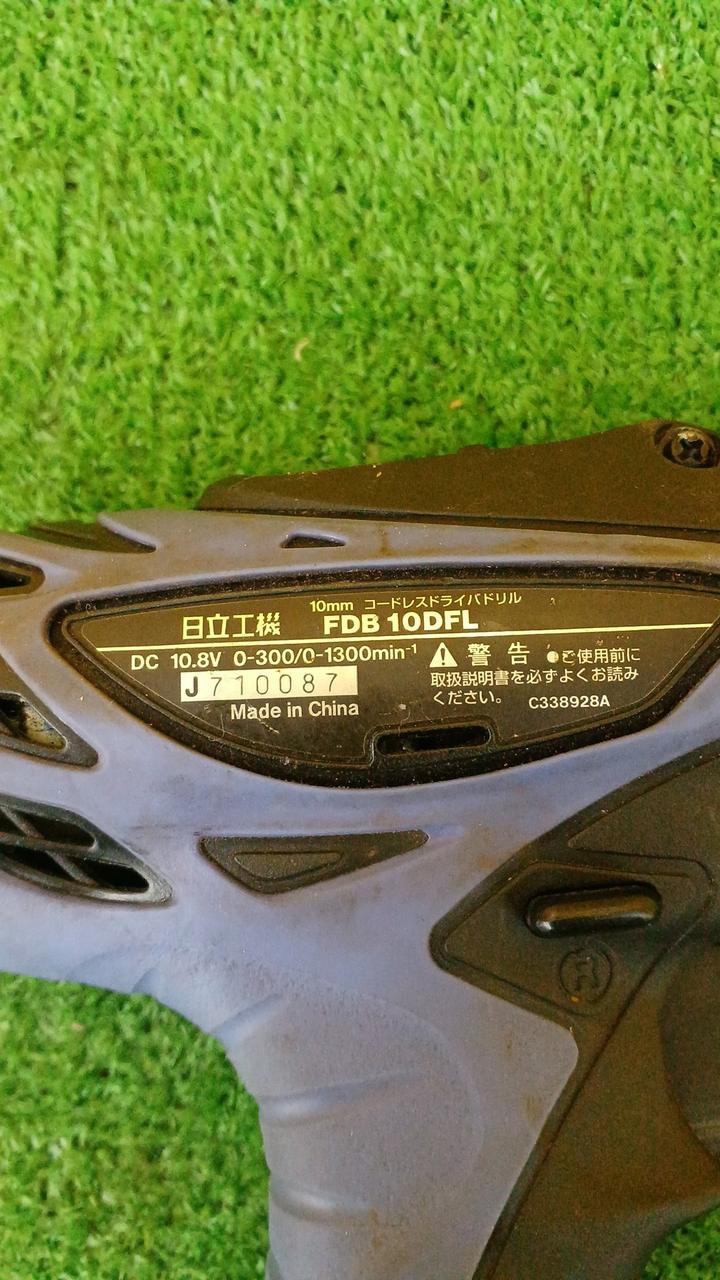 10mm コードレスドライバドリル
日立工機 FDB 10DFL
DC 10.8V 0-300/0-1300min⁻¹
J710087
Made in China
警告 ●ご使用前に
取扱説明書を必ずよくお読み
ください。 C338928A
R